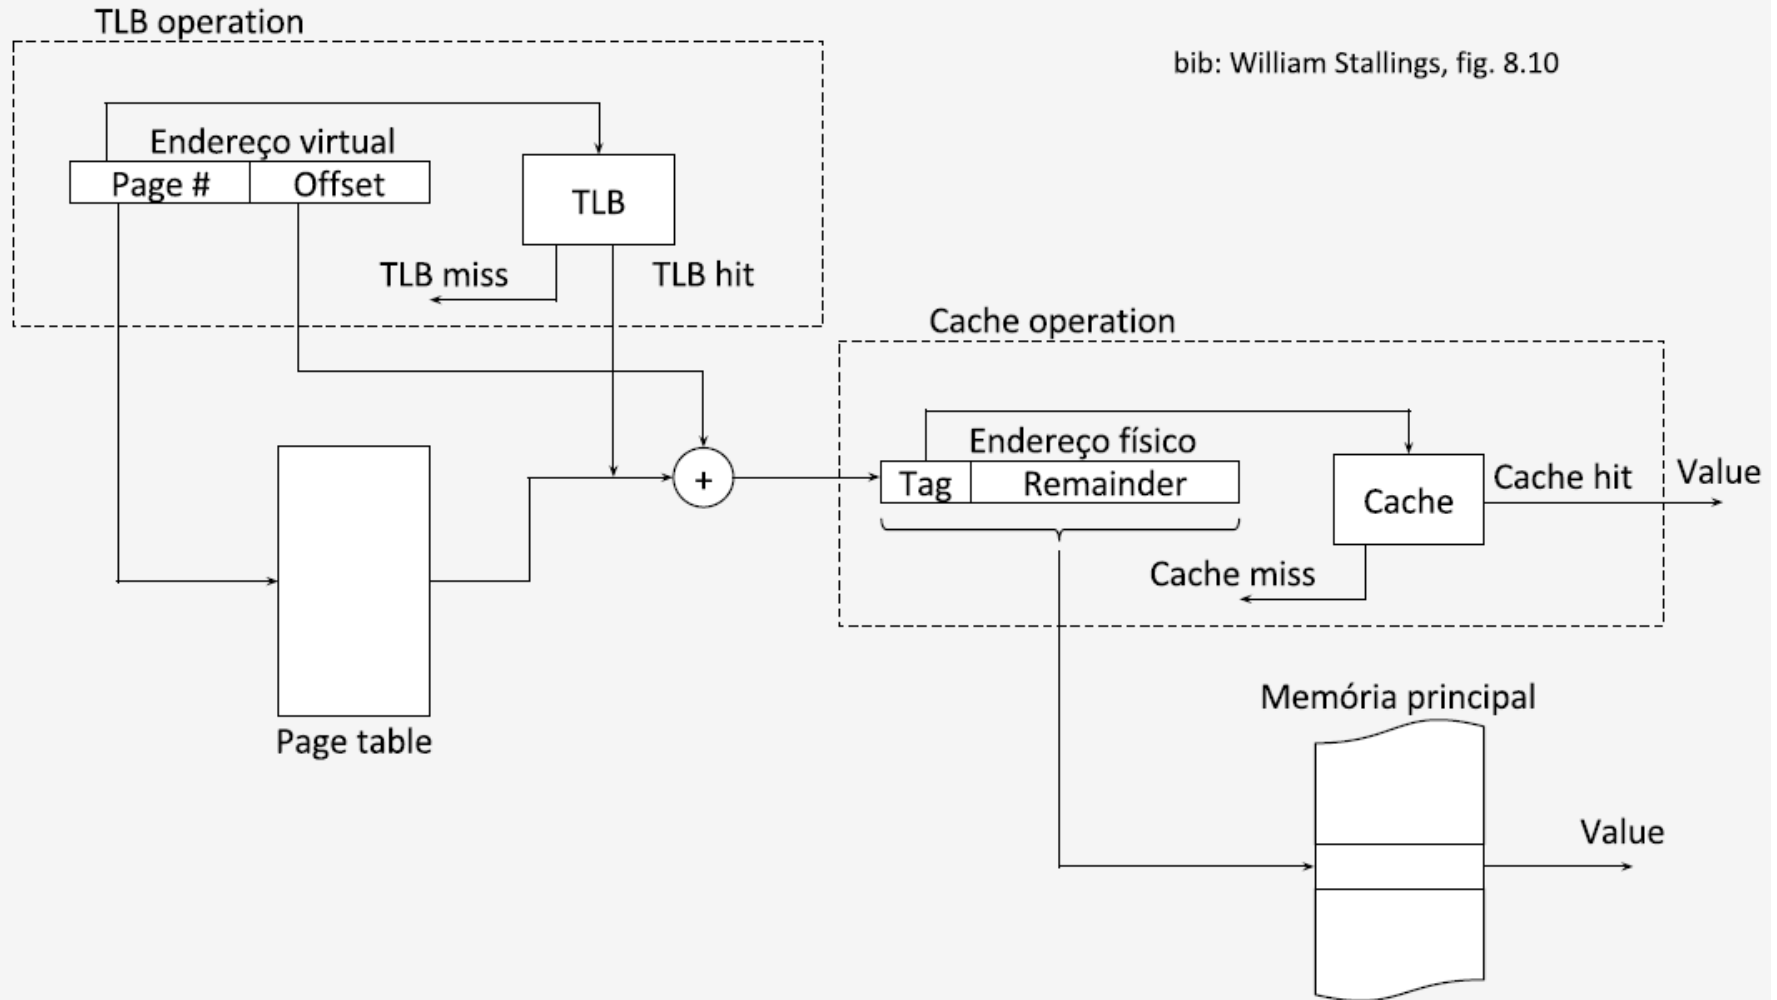 TLB operation
bib: William Stallings, fig. 8.10
Endereço virtual
Page #
Offset
TLB
TLB miss
TLB hit
Cache operation
Endereço físico
Tag
Remainder
Cache
Cache hit
Value
+
Cache miss
Page table
Memória principal
Value